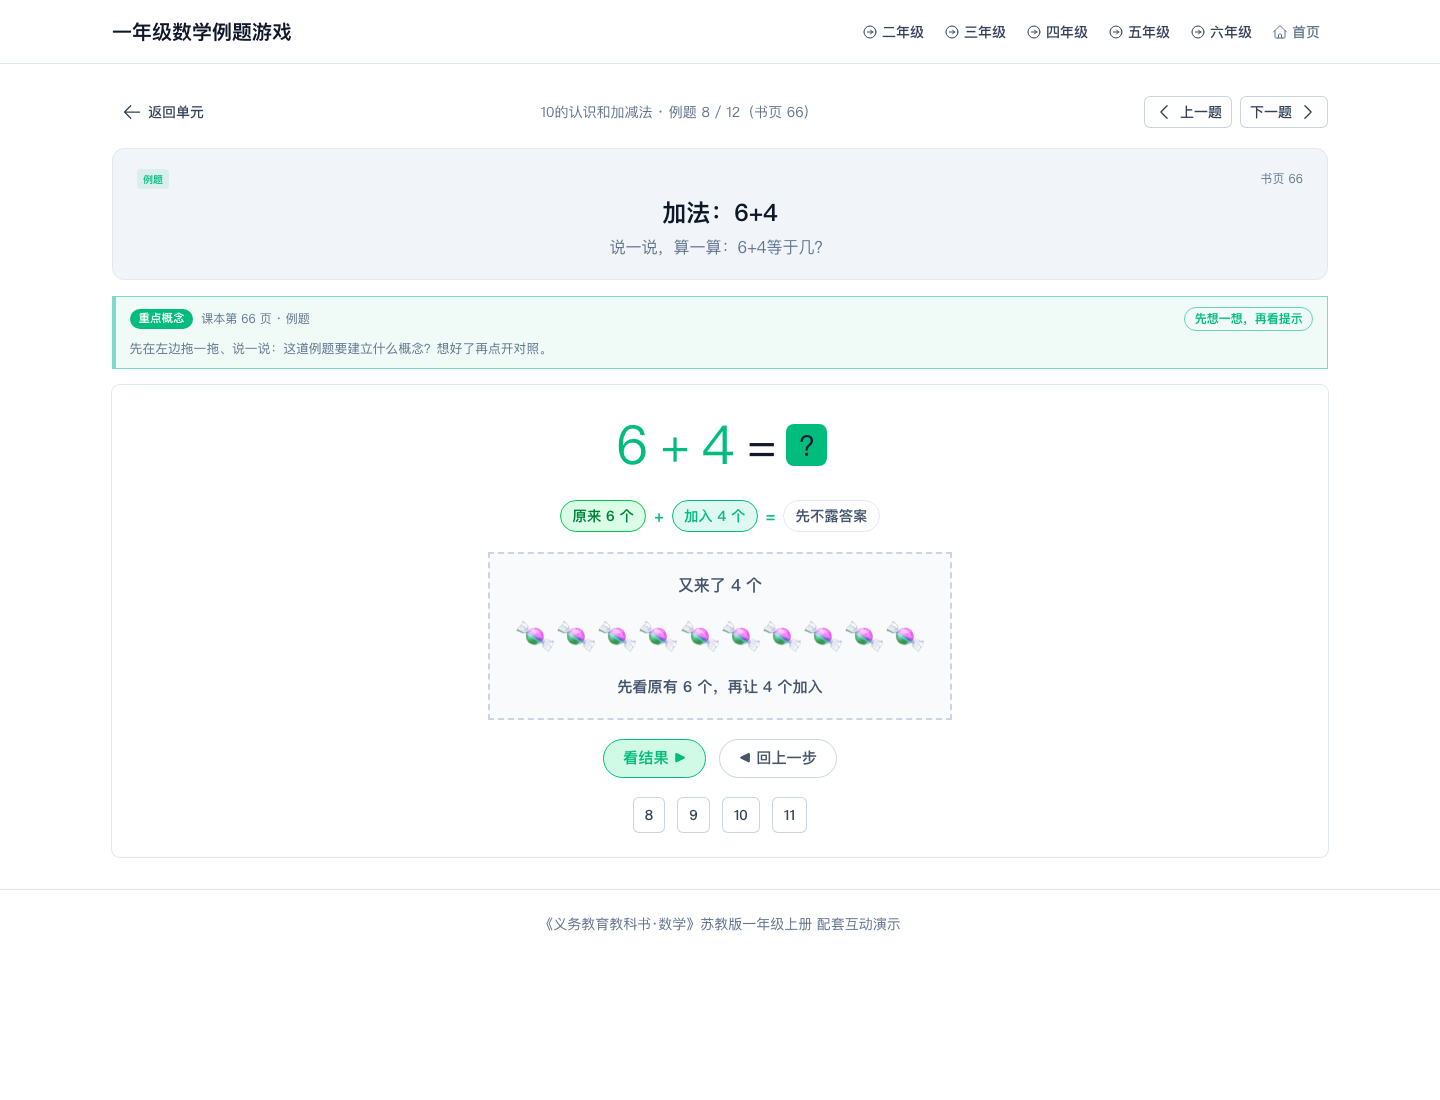 一年级数学例题游戏
二年级 三年级 四年级 五年级 六年级 首页
返回单元 10的认识和加减法 · 例题 8 / 12（书页 66） 上一题 下一题
例题 书页 66
加法：6+4
说一说，算一算：6+4等于几？
重点概念 课本第 66 页 · 例题 先想一想，再看提示
先在左边拖一拖、说一说：这道例题要建立什么概念？想好了再点开对照。
6 + 4 = ?
原来 6 个 + 加入 4 个 = 先不露答案
又来了 4 个
先看原有 6 个，再让 4 个加入
看结果 ▶ ◀ 回上一步
8 9 10 11
《义务教育教科书·数学》苏教版一年级上册 配套互动演示